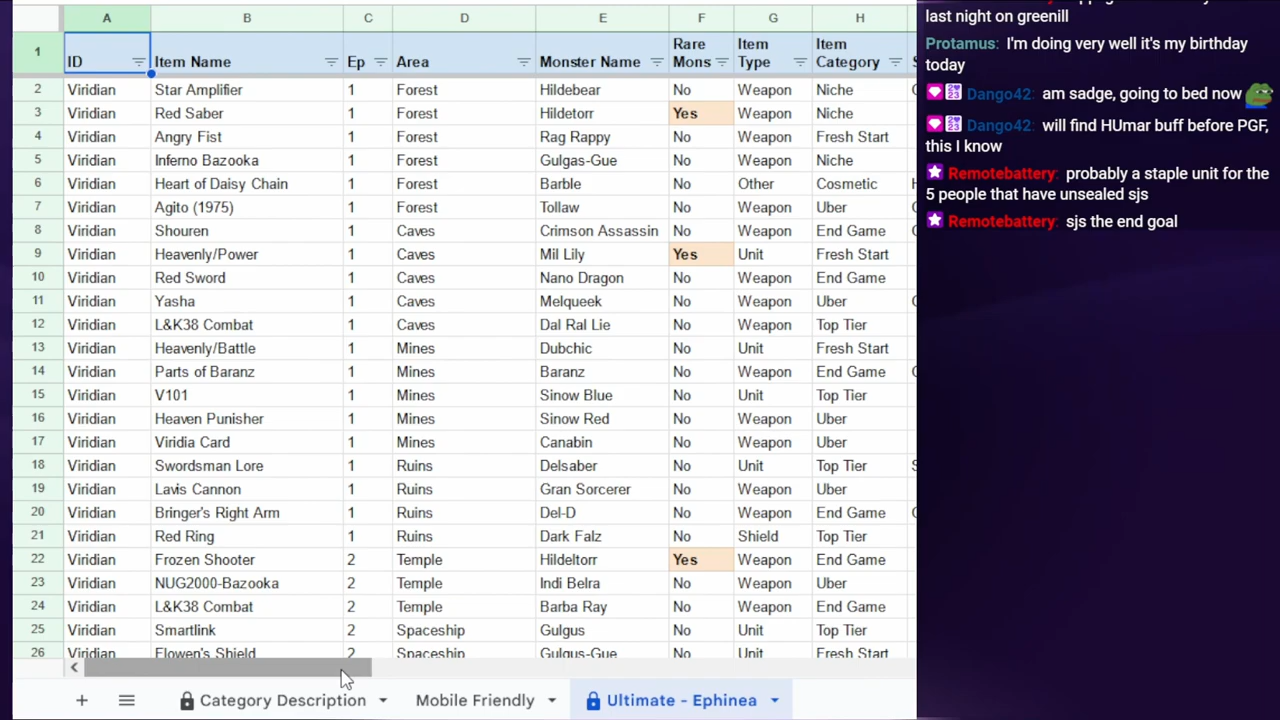 A B C D E F G H
1 ID Item Name Ep Area Monster Name Rare Mons Item Type Item Category
2 Viridian Star Amplifier 1 Forest Hildebear No Weapon Niche
3 Viridian Red Saber 1 Forest Hildetorr Yes Weapon Niche
4 Viridian Angry Fist 1 Forest Rag Rappy No Weapon Fresh Start
5 Viridian Inferno Bazooka 1 Forest Gulgas-Gue No Weapon Niche
6 Viridian Heart of Daisy Chain 1 Forest Barble No Other Cosmetic
7 Viridian Agito (1975) 1 Forest Tollaw No Weapon Uber
8 Viridian Shouren 1 Caves Crimson Assassin No Weapon End Game
9 Viridian Heavenly/Power 1 Caves Mil Lily Yes Unit Fresh Start
10 Viridian Red Sword 1 Caves Nano Dragon No Weapon End Game
11 Viridian Yasha 1 Caves Melqueek No Weapon Uber
12 Viridian L&K38 Combat 1 Caves Dal Ral Lie No Weapon Top Tier
13 Viridian Heavenly/Battle 1 Mines Dubchic No Unit Fresh Start
14 Viridian Parts of Baranz 1 Mines Baranz No Weapon End Game
15 Viridian V101 1 Mines Sinow Blue No Unit Top Tier
16 Viridian Heaven Punisher 1 Mines Sinow Red No Weapon Uber
17 Viridian Viridia Card 1 Mines Canabin No Weapon Uber
18 Viridian Swordsman Lore 1 Ruins Delsaber No Unit Top Tier
19 Viridian Lavis Cannon 1 Ruins Gran Sorcerer No Weapon Uber
20 Viridian Bringer's Right Arm 1 Ruins Del-D No Weapon End Game
21 Viridian Red Ring 1 Ruins Dark Falz No Shield Top Tier
22 Viridian Frozen Shooter 2 Temple Hildeltorr Yes Weapon End Game
23 Viridian NUG2000-Bazooka 2 Temple Indi Belra No Weapon Uber
24 Viridian L&K38 Combat 2 Temple Barba Ray No Weapon End Game
25 Viridian Smartlink 2 Spaceship Gulgus No Unit Top Tier
26 Viridian Flowen's Shield 2 Spaceship Gulgus-Gue No Unit Fresh Start
+ Category Description Mobile Friendly Ultimate - Ephinea
last night on greenill
Protamus: I'm doing very well it's my birthday
today
Dango42: am sadge, going to bed now
Dango42: will find HUmar buff before PGF,
this I know
Remotebattery: probably a staple unit for the
5 people that have unsealed sjs
Remotebattery: sjs the end goal